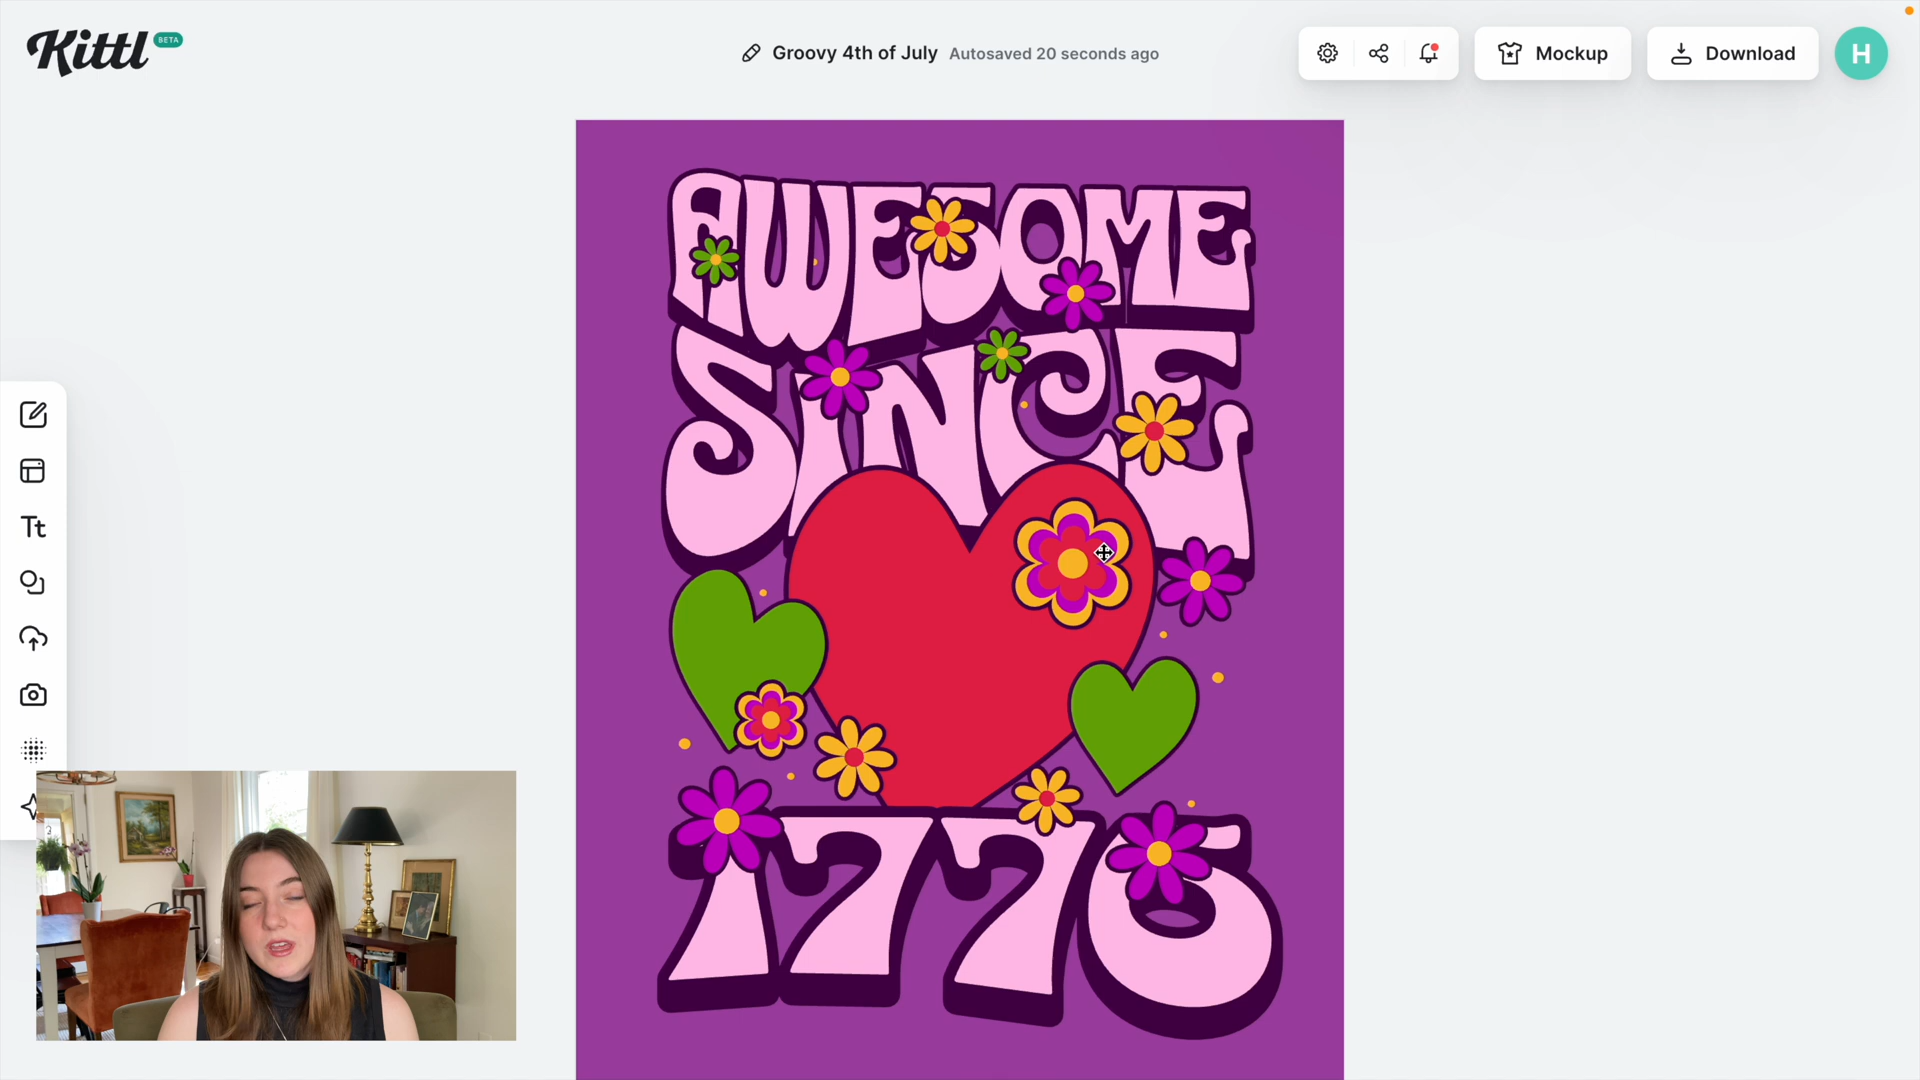 Kittl BETA
Groovy 4th of July Autosaved 20 seconds ago
Mockup
Download
H
AWESOME
SINCE
Tt
1776